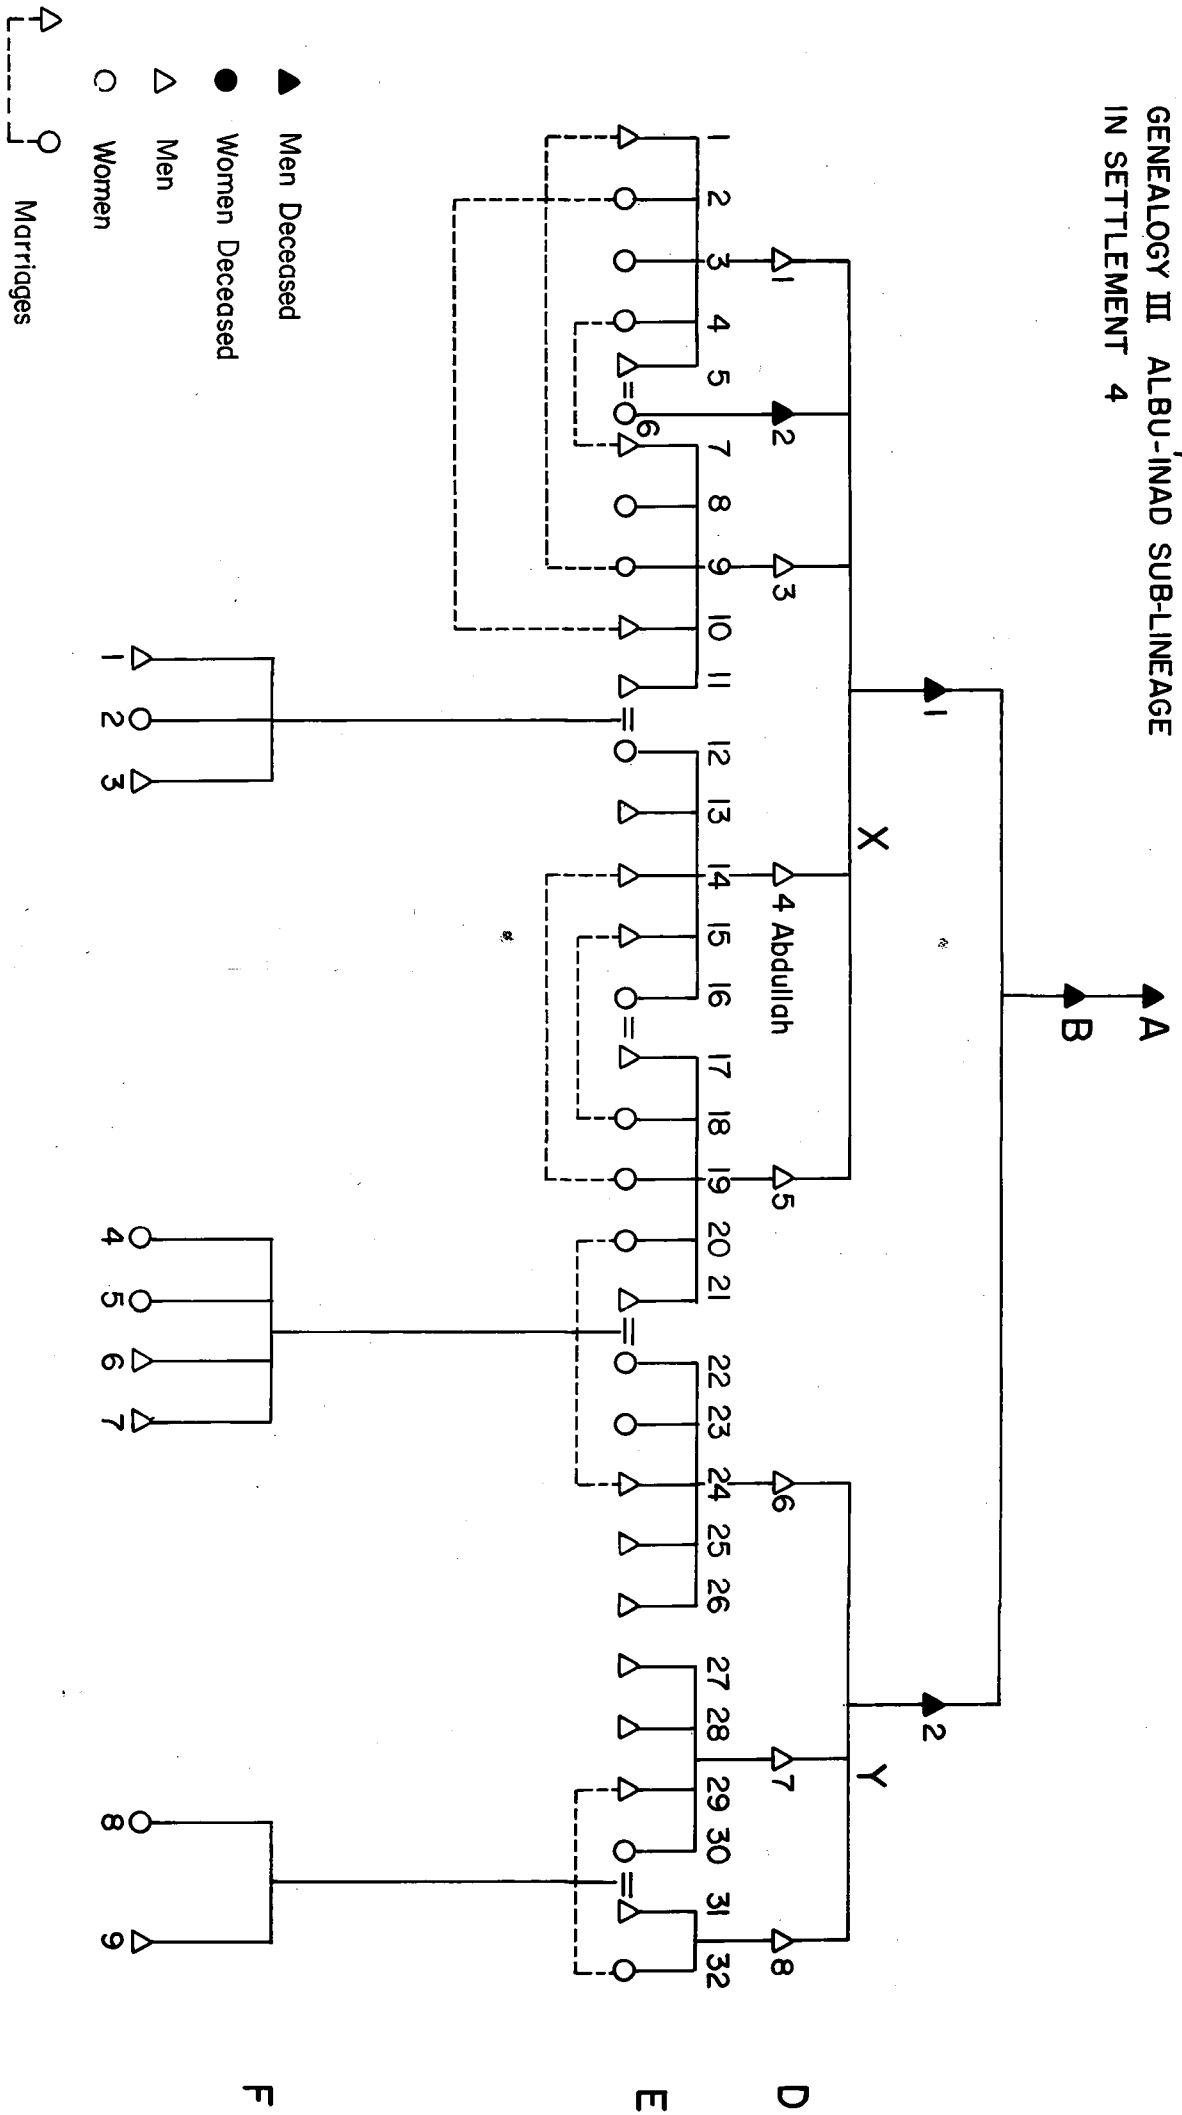 GENEALOGY III ALBU-'INAD SUB-LINEAGE
IN SETTLEMENT 4
A
B
1 2
X Y
1 2 3 4 Abdullah 5 6 7 8 D
1 2 3 4 5 6 7 8 9 10 11 12 13 14 15 16 17 18 19 20 21 22 23 24 25 26 27 28 29 30 31 32 E
1 2 3 4 5 6 7 8 9 F
Men Deceased
Women Deceased
Men
Women
Marriages